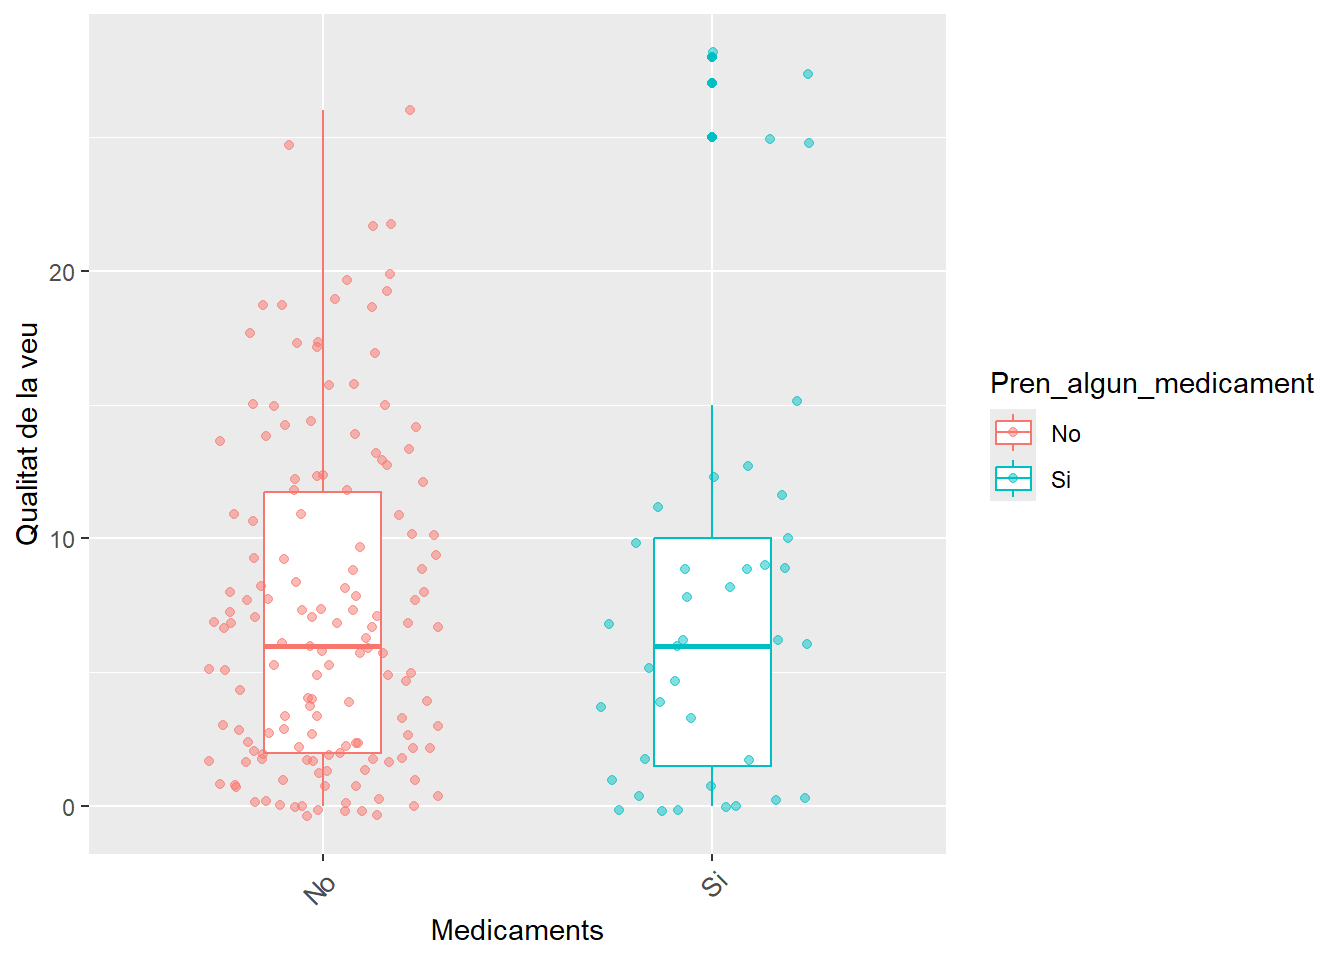 Qualitat de la veu
20
10
0
No
Si
Medicaments
Pren_algun_medicament
No
Si